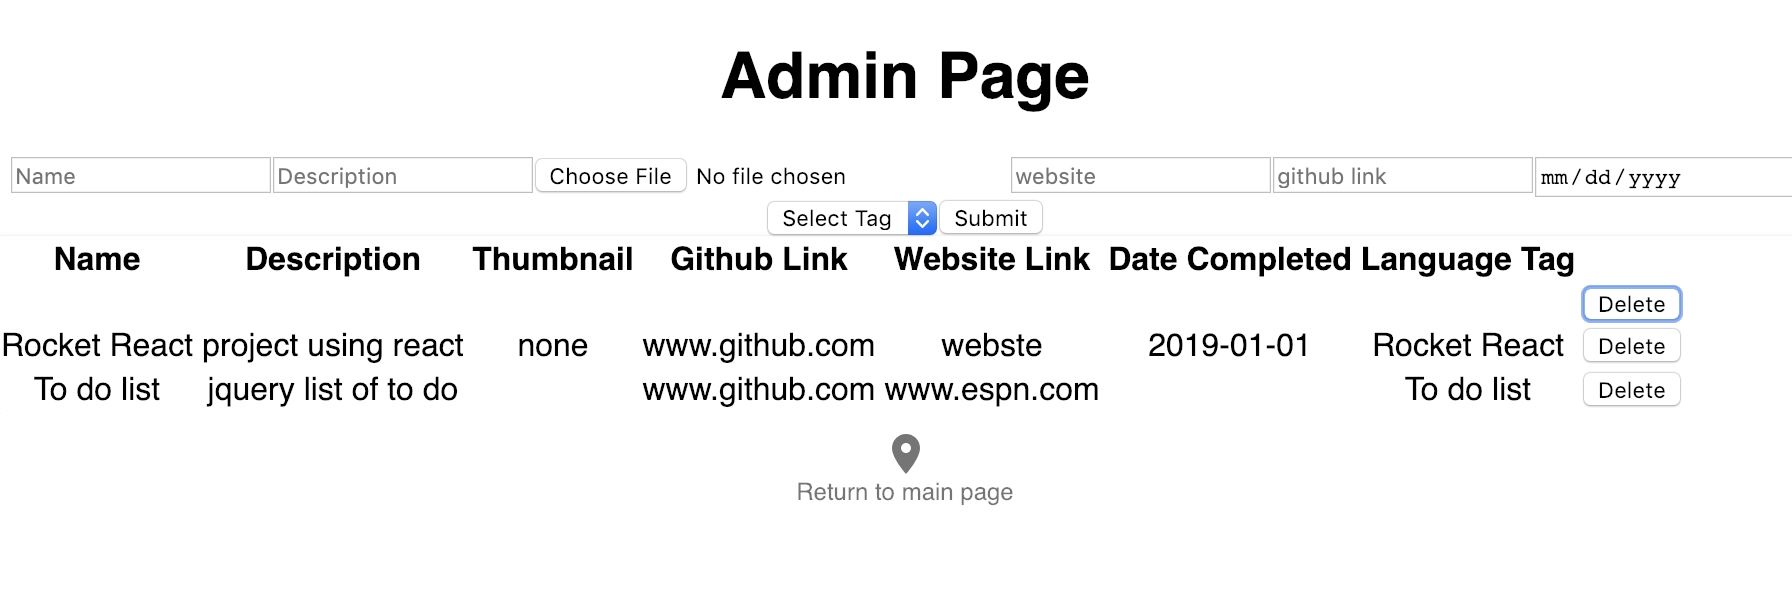 Admin Page
Name Description Choose File No file chosen website github link mm/dd/yyyy
Select Tag Submit
Name Description Thumbnail Github Link Website Link Date Completed Language Tag
Delete
Rocket React project using react none www.github.com webste 2019-01-01 Rocket React Delete
To do list jquery list of to do www.github.com www.espn.com To do list Delete
Return to main page